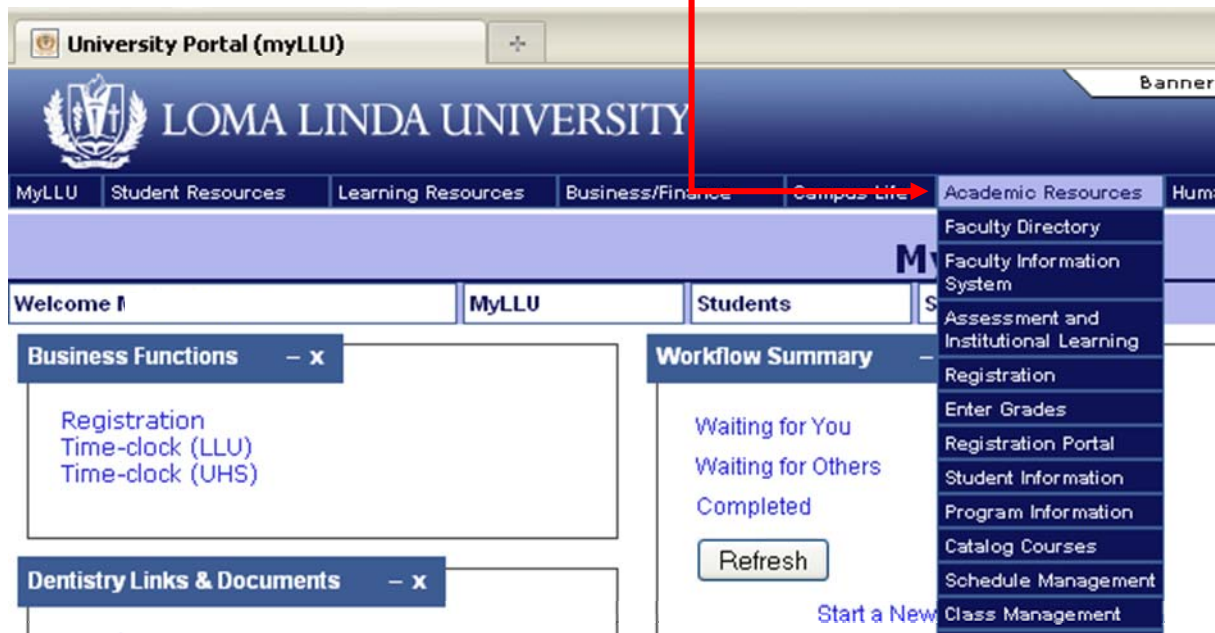 University Portal (myLLU)
Banner
LOMA LINDA UNIVERSITY
MyLLU Student Resources Learning Resources Business/Finance Campus Life Academic Resources
Faculty Directory
Faculty Information
System
Assessment and
Institutional Learning
Registration
Enter Grades
Registration Portal
Student Information
Program Information
Catalog Courses
Schedule Management
Class Management
Welcome MyLLU Students
Business Functions – x
Registration
Time-clock (LLU)
Time-clock (UHS)
Dentistry Links & Documents – x
Workflow Summary –
Waiting for You
Waiting for Others
Completed
Refresh
Start a New